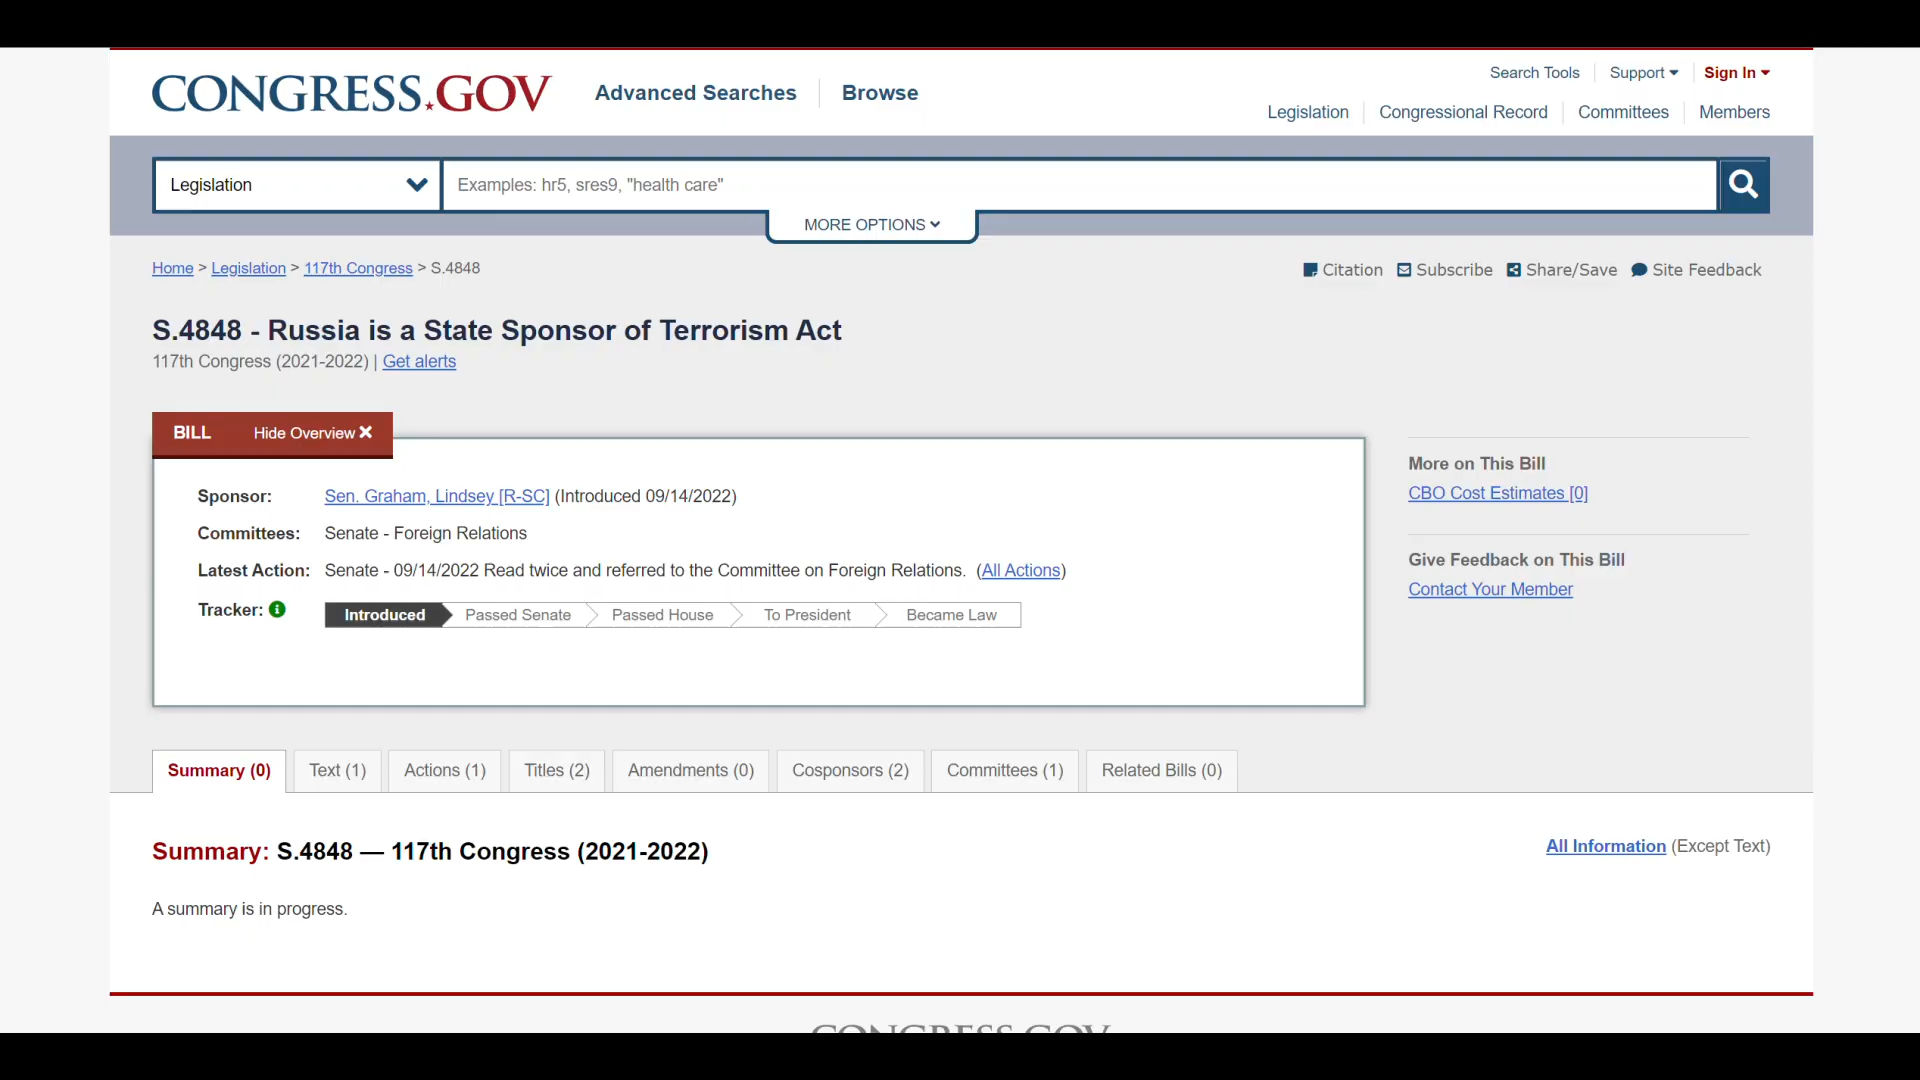 CONGRESS.GOV
Advanced Searches
Browse
Search Tools
Support
Sign In
Legislation
Congressional Record
Committees
Members
Legislation
Examples: hr5, sres9, "health care"
MORE OPTIONS
Home > Legislation > 117th Congress > S.4848
Citation
Subscribe
Share/Save
Site Feedback
S.4848 - Russia is a State Sponsor of Terrorism Act
117th Congress (2021-2022) | Get alerts
BILL
Hide Overview
Sponsor: Sen. Graham, Lindsey [R-SC] (Introduced 09/14/2022)
Committees: Senate - Foreign Relations
Latest Action: Senate - 09/14/2022 Read twice and referred to the Committee on Foreign Relations. (All Actions)
Tracker:
Introduced
Passed Senate
Passed House
To President
Became Law
More on This Bill
CBO Cost Estimates [0]
Give Feedback on This Bill
Contact Your Member
Summary (0)
Text (1)
Actions (1)
Titles (2)
Amendments (0)
Cosponsors (2)
Committees (1)
Related Bills (0)
Summary: S.4848 — 117th Congress (2021-2022)
All Information (Except Text)
A summary is in progress.
CONGRESS.GOV